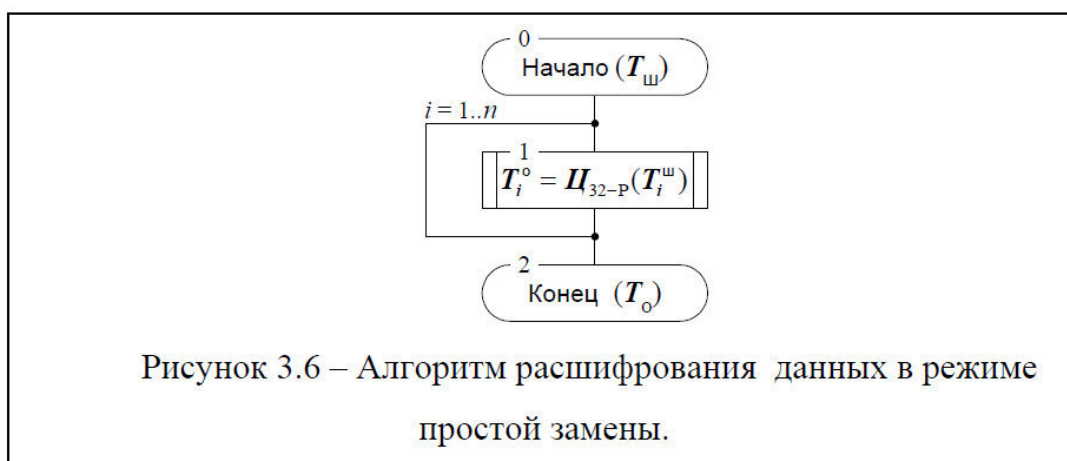 0
Начало (Tш)
i = 1..n
1
Tᵢᵒ = Ц₃₂₋Р(Tᵢш)
2
Конец (Tо)
Рисунок 3.6 – Алгоритм расшифрования данных в режиме
простой замены.